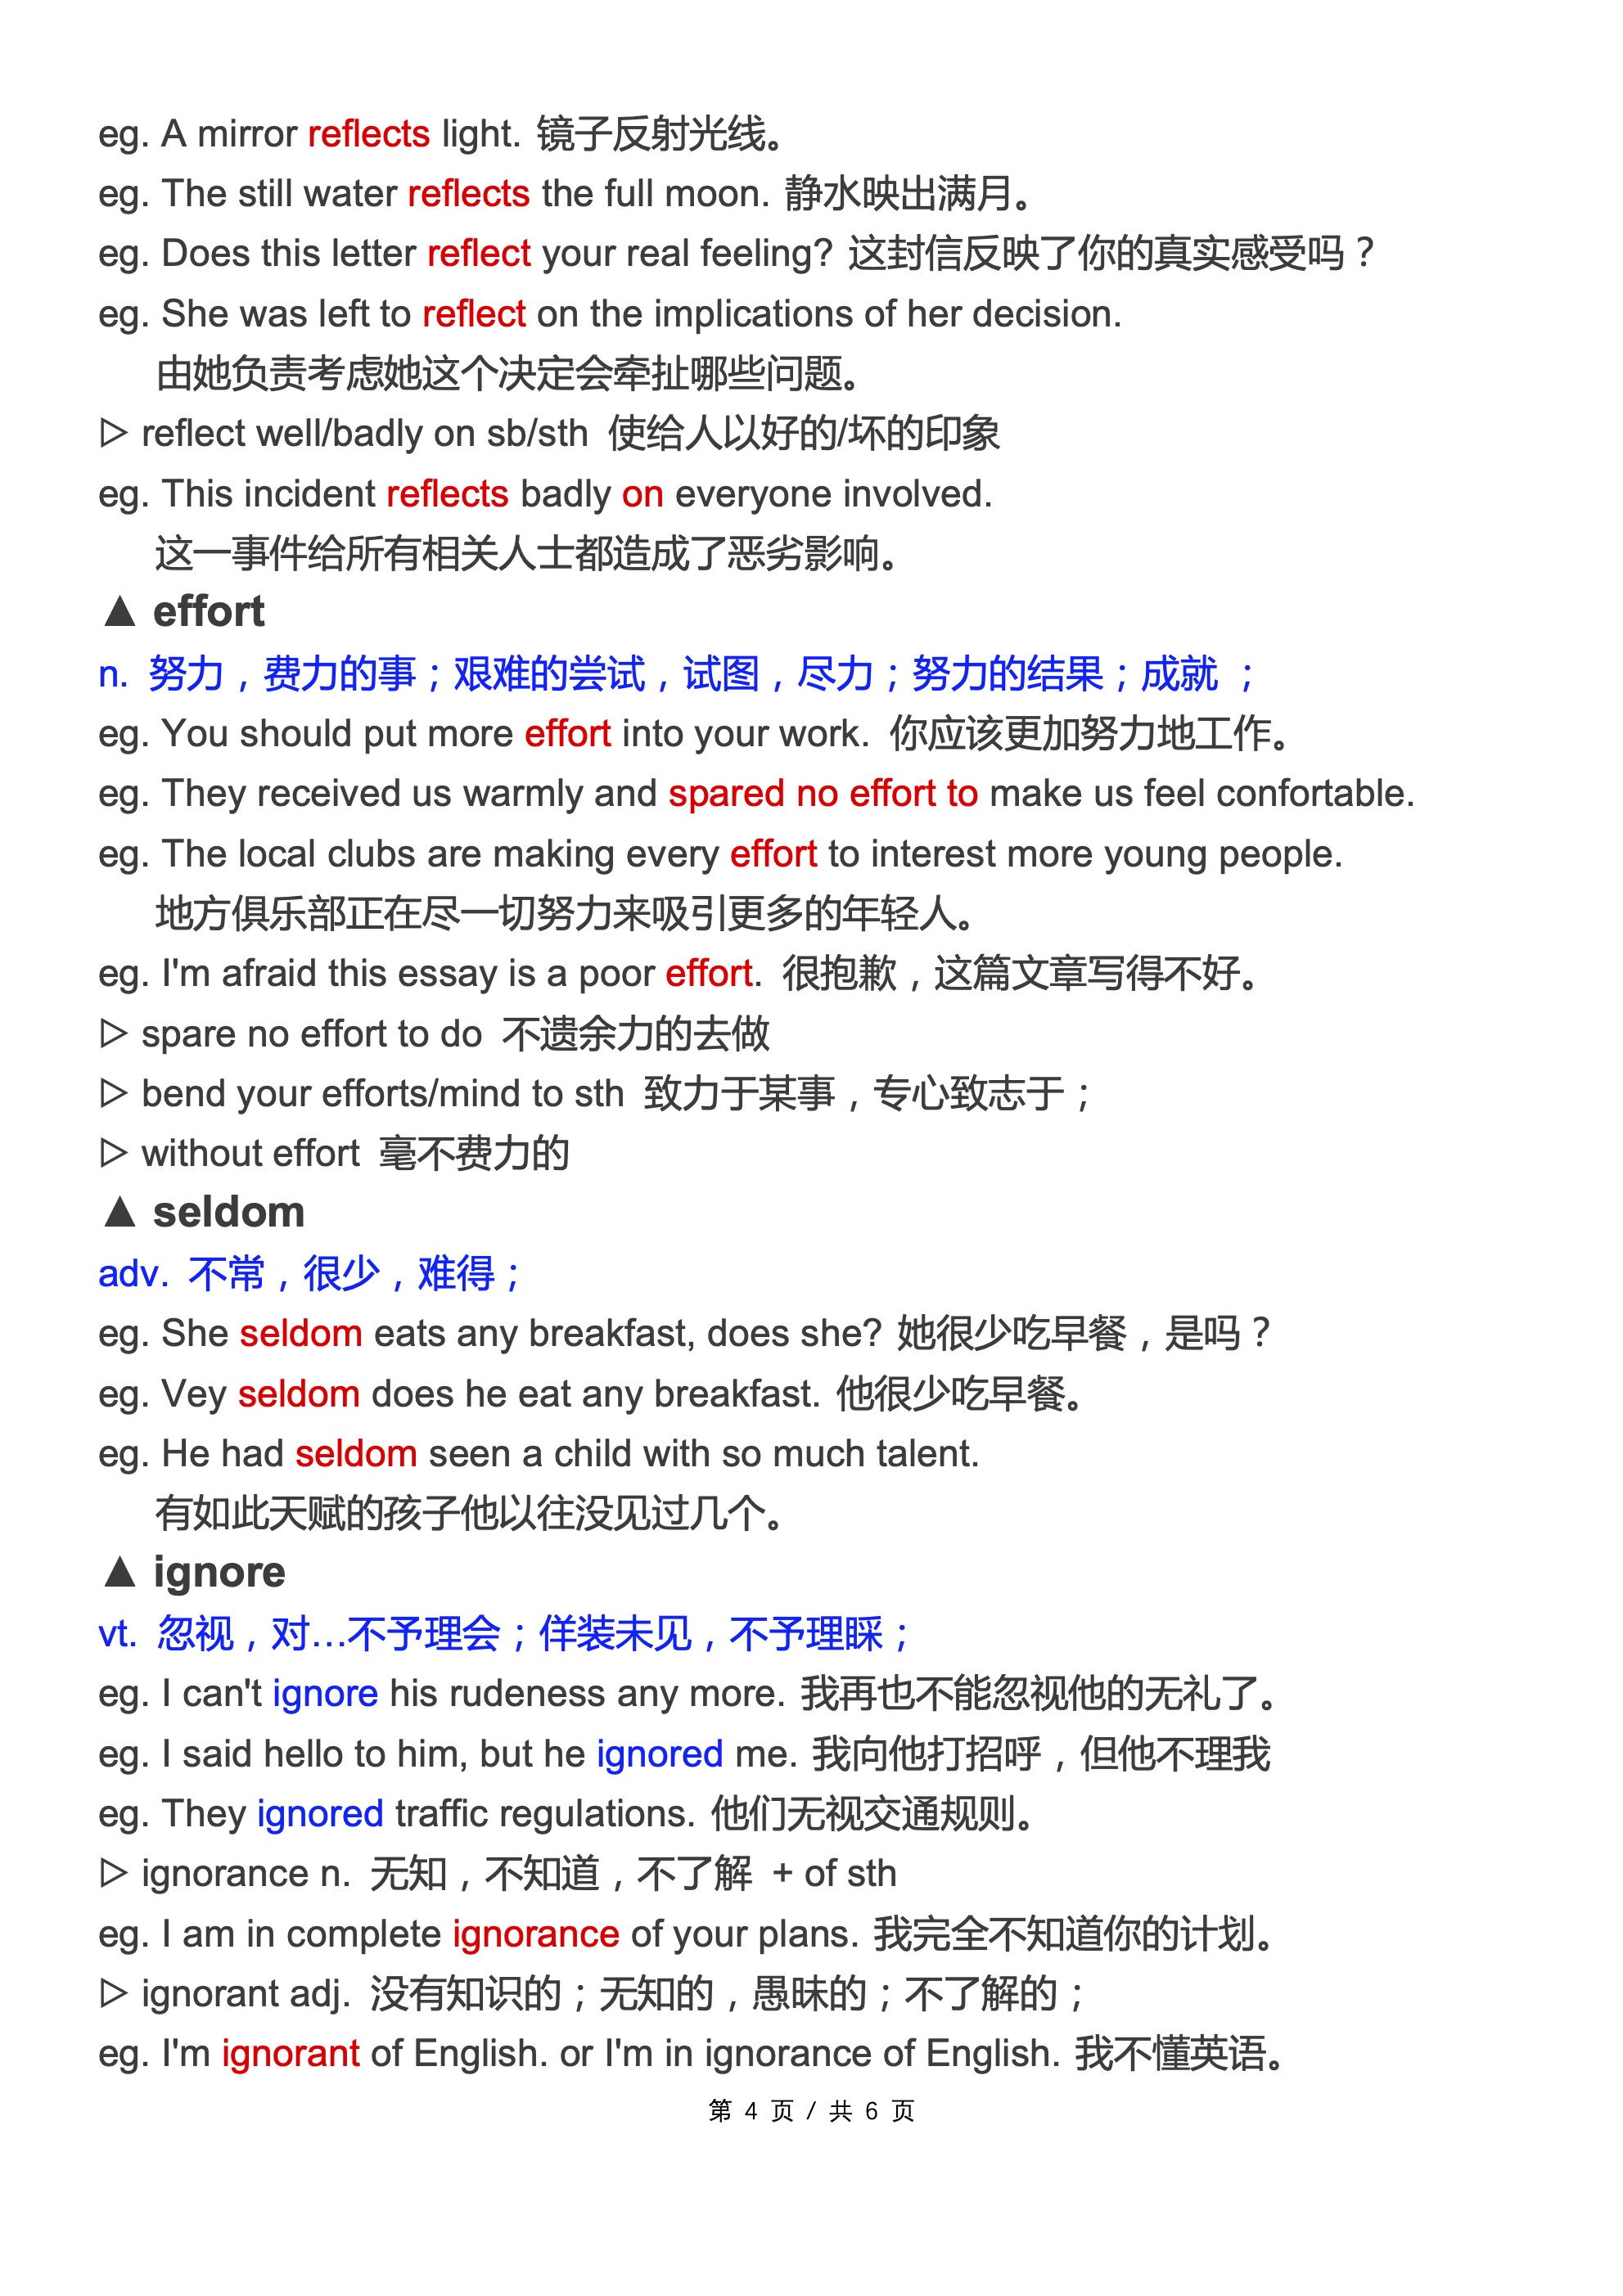 eg. A mirror reflects light. 镜子反射光线。
eg. The still water reflects the full moon. 静水映出满月。
eg. Does this letter reflect your real feeling? 这封信反映了你的真实感受吗？
eg. She was left to reflect on the implications of her decision.
由她负责考虑她这个决定会牵扯哪些问题。
▷ reflect well/badly on sb/sth 使给人以好的/坏的印象
eg. This incident reflects badly on everyone involved.
这一事件给所有相关人士都造成了恶劣影响。
▲ effort
n. 努力，费力的事；艰难的尝试，试图，尽力；努力的结果；成就 ；
eg. You should put more effort into your work. 你应该更加努力地工作。
eg. They received us warmly and spared no effort to make us feel confortable.
eg. The local clubs are making every effort to interest more young people.
地方俱乐部正在尽一切努力来吸引更多的年轻人。
eg. I'm afraid this essay is a poor effort. 很抱歉，这篇文章写得不好。
▷ spare no effort to do 不遗余力的去做
▷ bend your efforts/mind to sth 致力于某事，专心致志于；
▷ without effort 毫不费力的
▲ seldom
adv. 不常，很少，难得；
eg. She seldom eats any breakfast, does she? 她很少吃早餐，是吗？
eg. Vey seldom does he eat any breakfast. 他很少吃早餐。
eg. He had seldom seen a child with so much talent.
有如此天赋的孩子他以往没见过几个。
▲ ignore
vt. 忽视，对…不予理会；佯装未见，不予理睬；
eg. I can't ignore his rudeness any more. 我再也不能忽视他的无礼了。
eg. I said hello to him, but he ignored me. 我向他打招呼，但他不理我
eg. They ignored traffic regulations. 他们无视交通规则。
▷ ignorance n. 无知，不知道，不了解 + of sth
eg. I am in complete ignorance of your plans. 我完全不知道你的计划。
▷ ignorant adj. 没有知识的；无知的，愚昧的；不了解的；
eg. I'm ignorant of English. or I'm in ignorance of English. 我不懂英语。
第 4 页 / 共 6 页